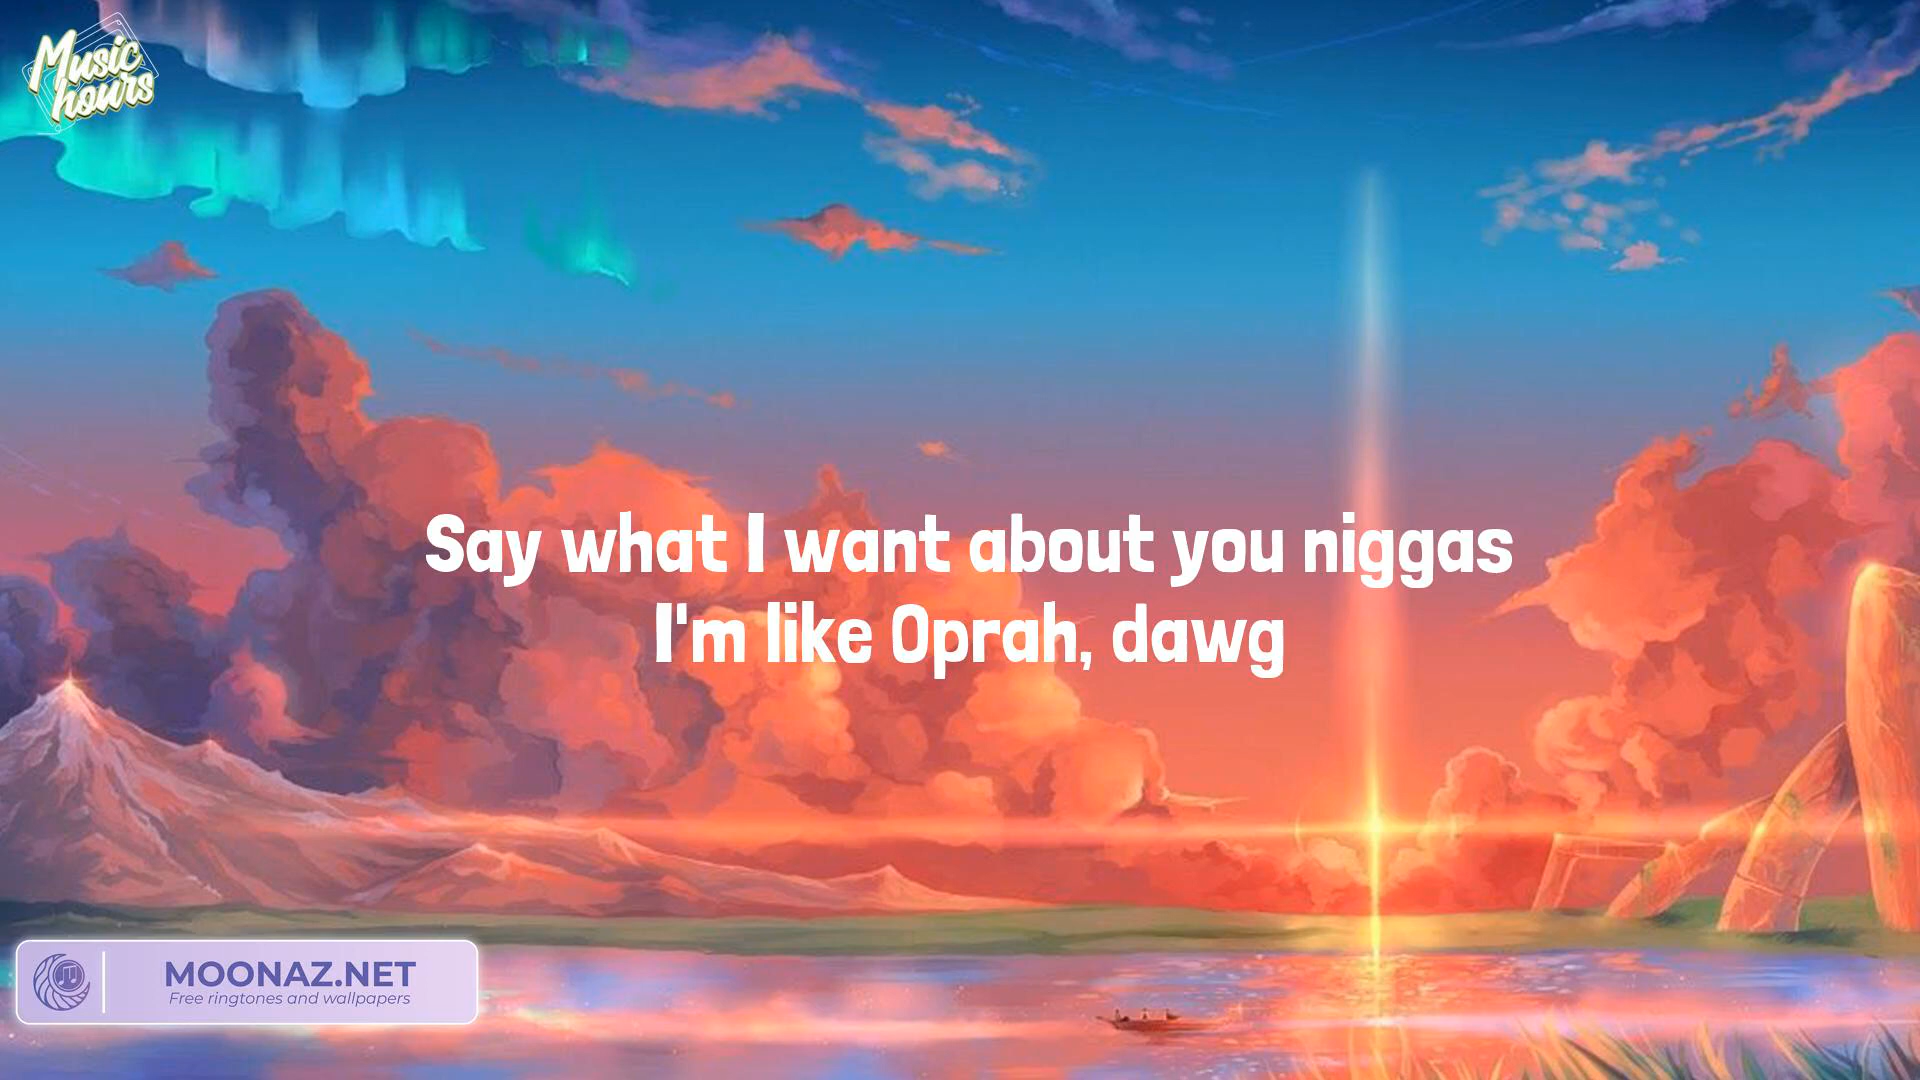 Music
hours
Say what I want about you niggas
I'm like Oprah, dawg
MOONAZ.NET
Free ringtones and wallpapers